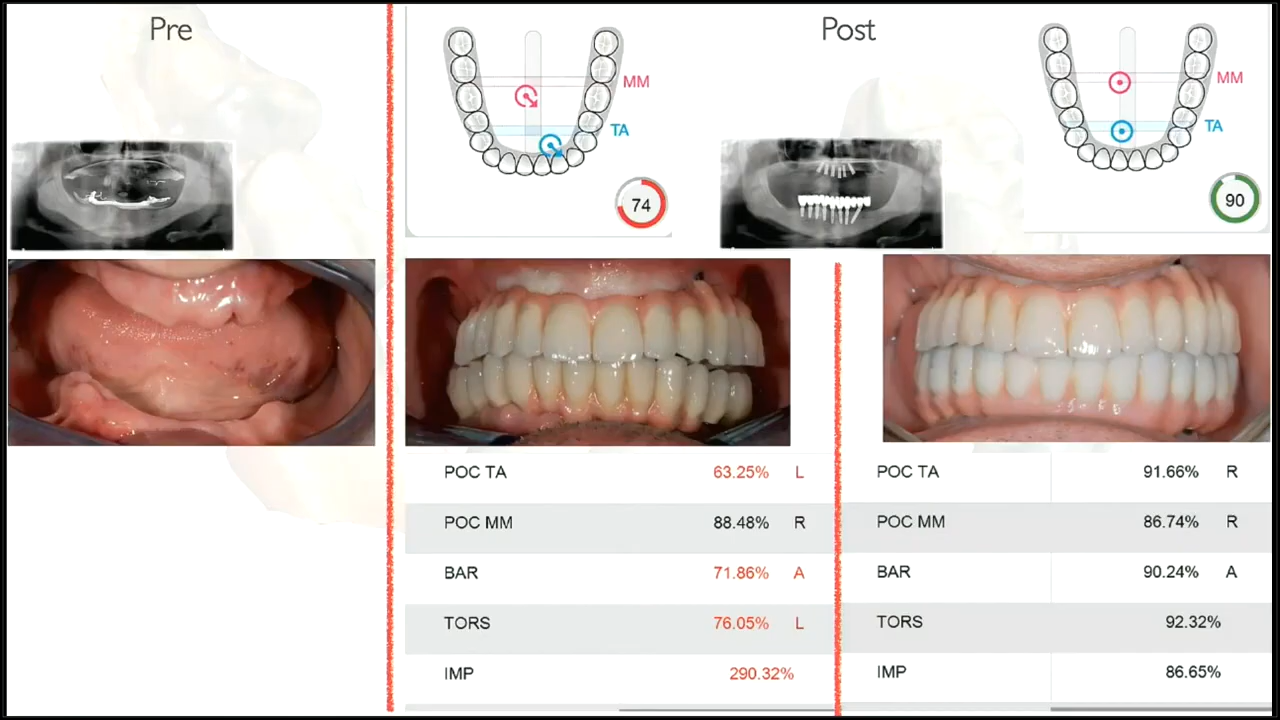 Pre
Post
MM
TA
74
MM
TA
90
POC TA 63.25% L
POC MM 88.48% R
BAR 71.86% A
TORS 76.05% L
IMP 290.32%
POC TA 91.66% R
POC MM 86.74% R
BAR 90.24% A
TORS 92.32%
IMP 86.65%